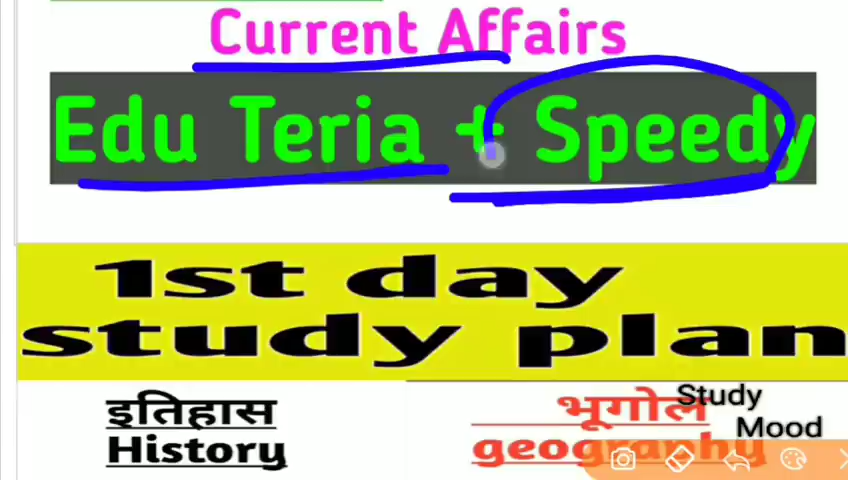 Current Affairs
Edu Teria + Speedy
1st day
study plan
इतिहास
History
भूगोल
geography
Study
Mood